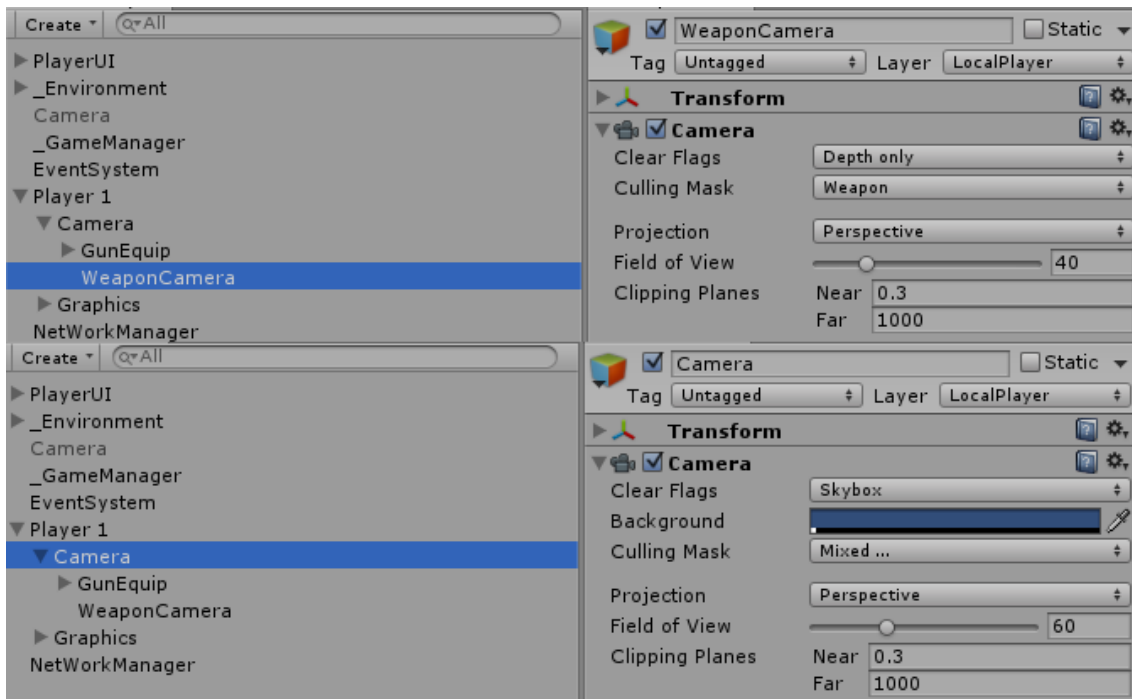 Create All
PlayerUI
_Environment
Camera
_GameManager
EventSystem
Player 1
Camera
GunEquip
WeaponCamera
Graphics
NetWorkManager
WeaponCamera Static
Tag Untagged Layer LocalPlayer
Transform
Camera
Clear Flags Depth only
Culling Mask Weapon
Projection Perspective
Field of View 40
Clipping Planes Near 0.3
Far 1000
Create All
PlayerUI
_Environment
Camera
_GameManager
EventSystem
Player 1
Camera
GunEquip
WeaponCamera
Graphics
NetWorkManager
Camera Static
Tag Untagged Layer LocalPlayer
Transform
Camera
Clear Flags Skybox
Background
Culling Mask Mixed ...
Projection Perspective
Field of View 60
Clipping Planes Near 0.3
Far 1000